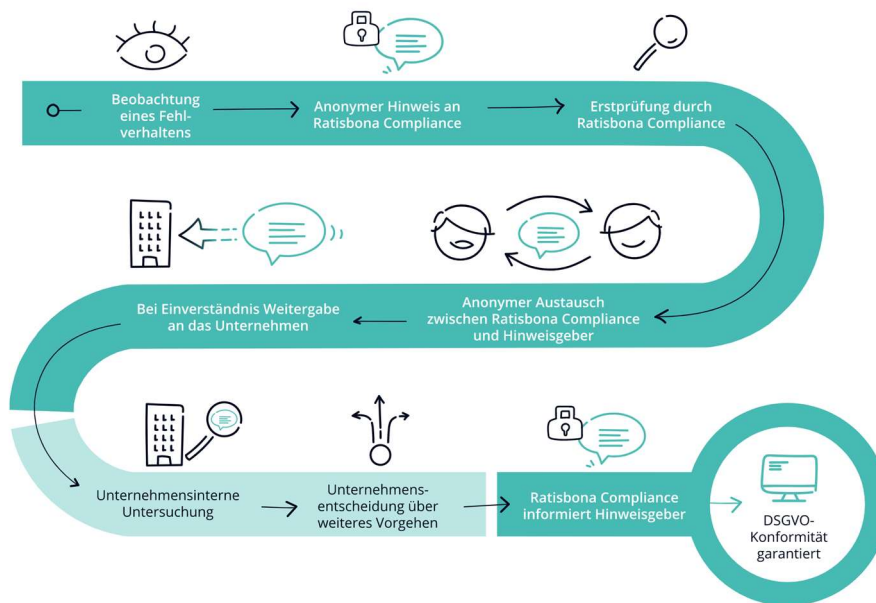 Beobachtung
eines Fehl-
verhaltens
Anonymer Hinweis an
Ratisbona Compliance
Erstprüfung durch
Ratisbona Compliance
Anonymer Austausch
zwischen Ratisbona Compliance
und Hinweisgeber
Bei Einverständnis Weitergabe
an das Unternehmen
Unternehmensinterne
Untersuchung
Unternehmens-
entscheidung über
weiteres Vorgehen
Ratisbona Compliance
informiert Hinweisgeber
DSGVO-
Konformität
garantiert